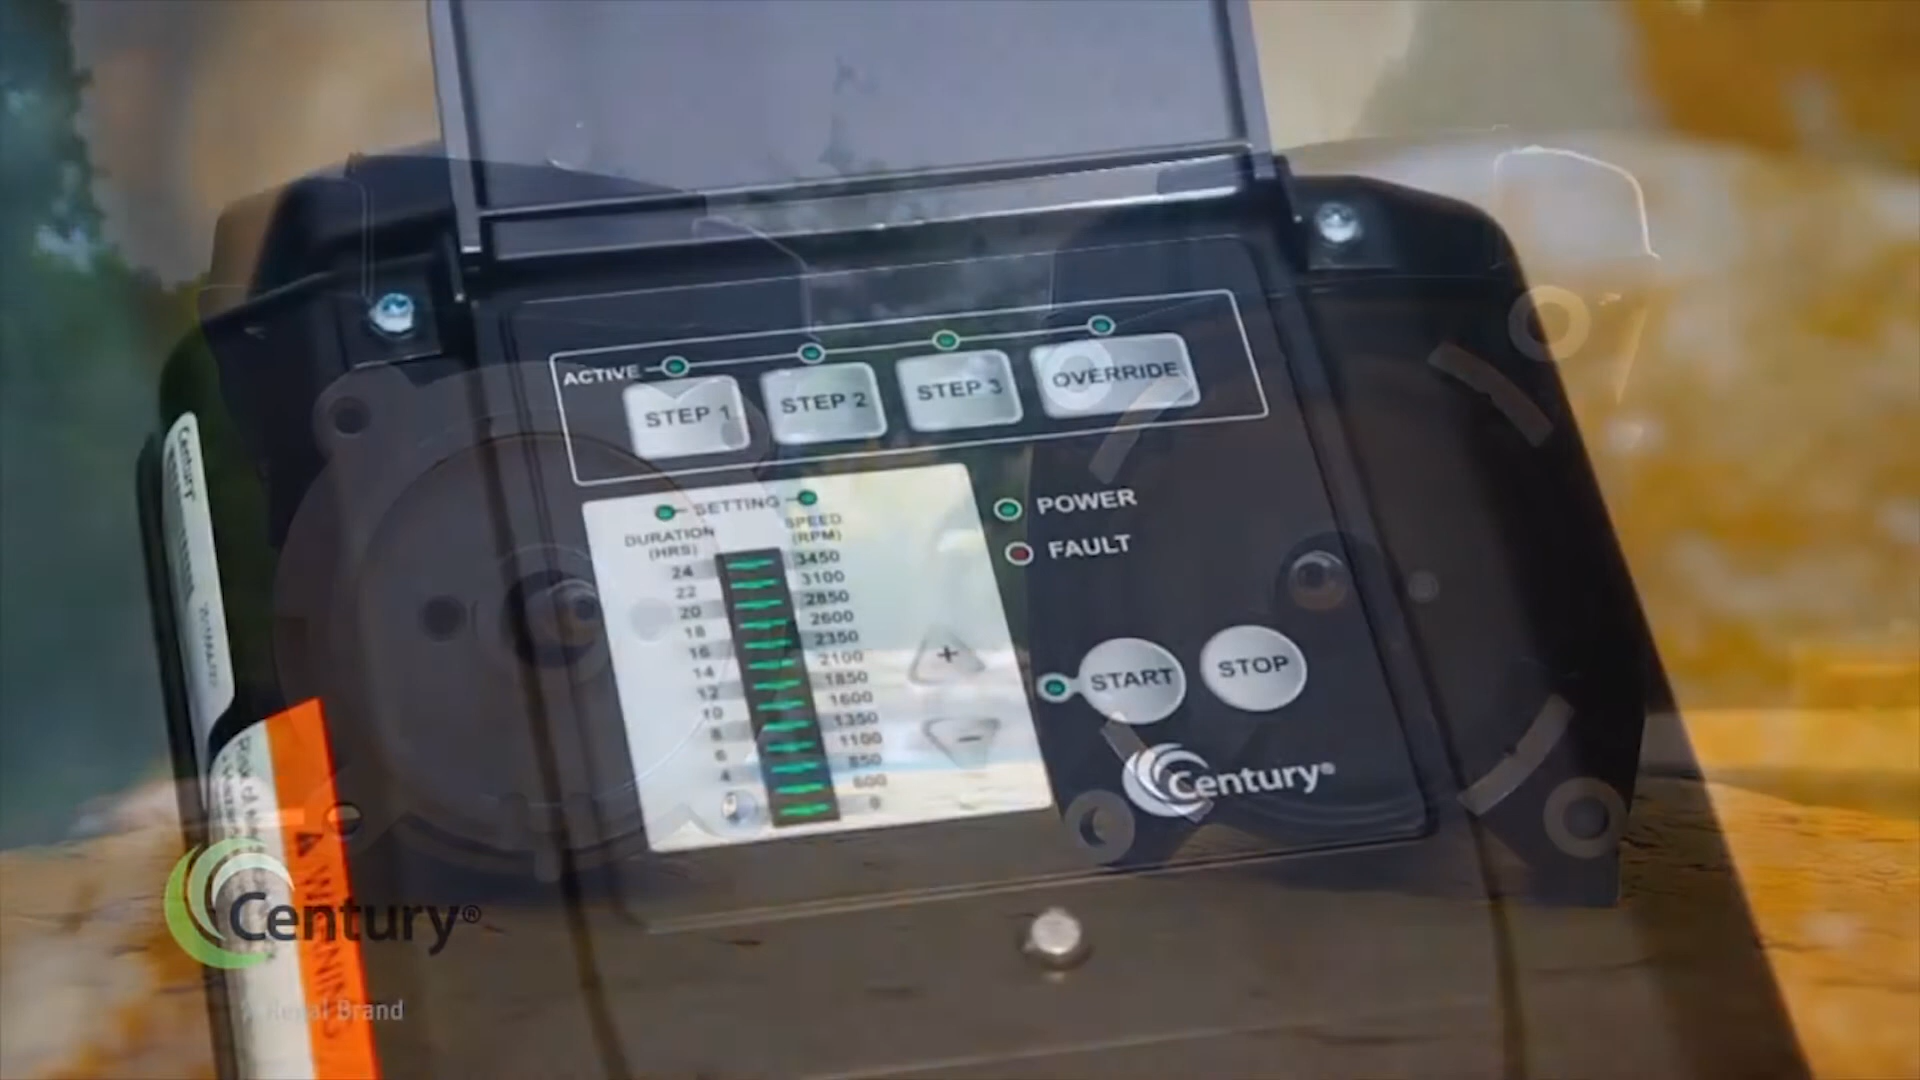 ACTIVE
STEP 1
STEP 2
STEP 3
OVERRIDE
SETTING
DURATION
(HRS)
SPEED
(RPM)
24
22
20
18
16
14
12
10
8
6
4
3450
3100
2850
2600
2350
2100
1850
1600
1350
1100
850
600
0
+
-
POWER
FAULT
START
STOP
Century®
Century
WARNING
Century®
Brand